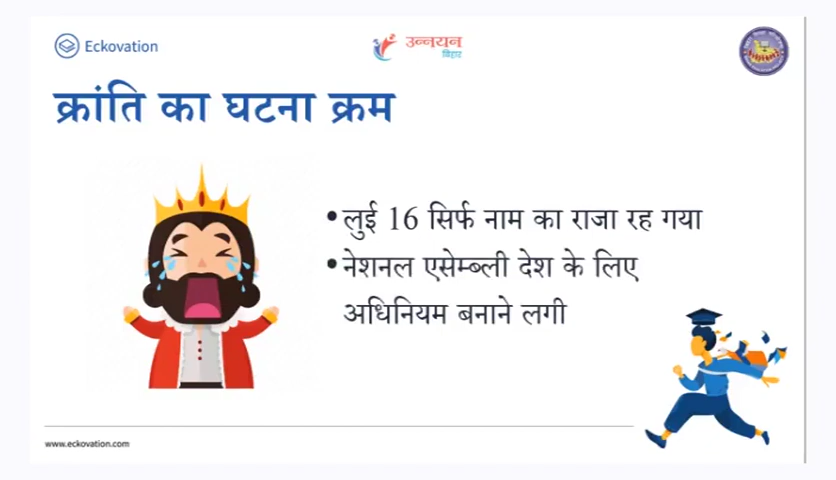 Eckovation
उन्नयन
बिहार
क्रांति का घटना क्रम
•लुई 16 सिर्फ नाम का राजा रह गया
•नेशनल एसेम्ब्ली देश के लिए
अधिनियम बनाने लगी
www.eckovation.com